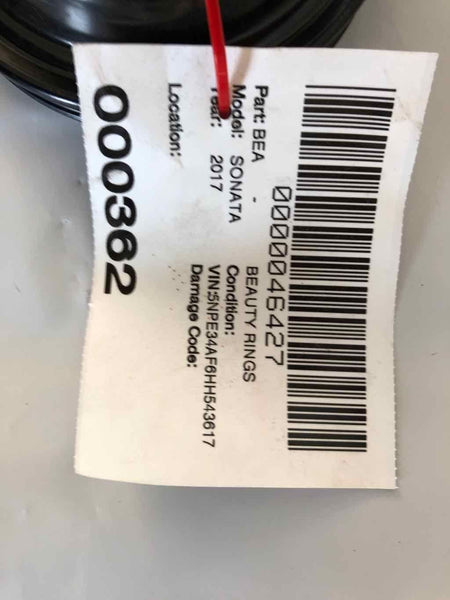 0000046427
Part: BEA - BEAUTY RINGS
Model: SONATA Condition:
Year: 2017 VIN:5NPE34AF6HH543617
Damage Code:
Location:
000362